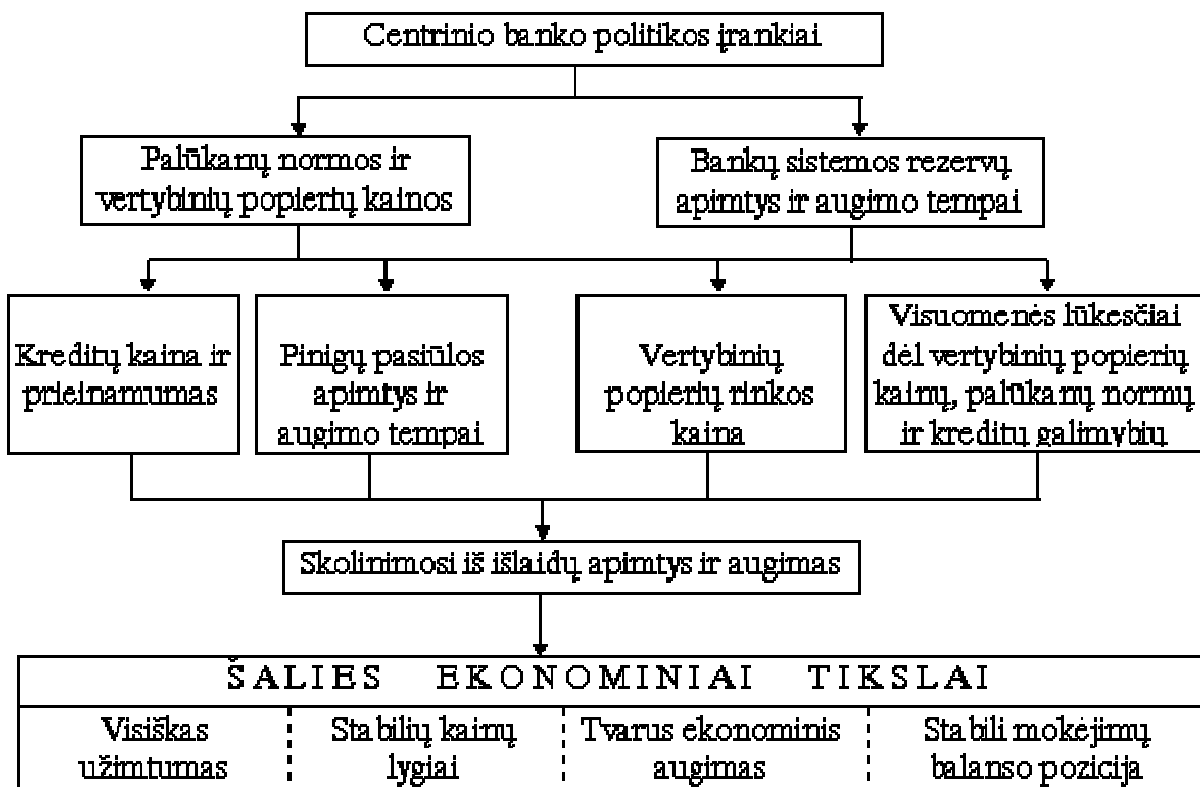 Centrinio banko politikos įrankiai
Palūkanų normos ir
vertybinių popierių kainos
Bankų sistemos rezervų
apimtys ir augimo tempai
Kreditų kaina ir
prieinamumas
Pinigų pasiūlos
apimtys ir
augimo tempai
Vertybinių
popierių rinkos
kaina
Visuomenės lūkesčiai
dėl vertybinių popierių
kainų, palūkanų normų
ir kreditų galimybių
Skolinimosi iš išlaidų apimtys ir augimas
ŠALIES EKONOMINIAI TIKSLAI
Visiškas
užimtumas
Stabilių kainų
lygiai
Tvarus ekonominis
augimas
Stabili mokėjimų
balanso pozicija